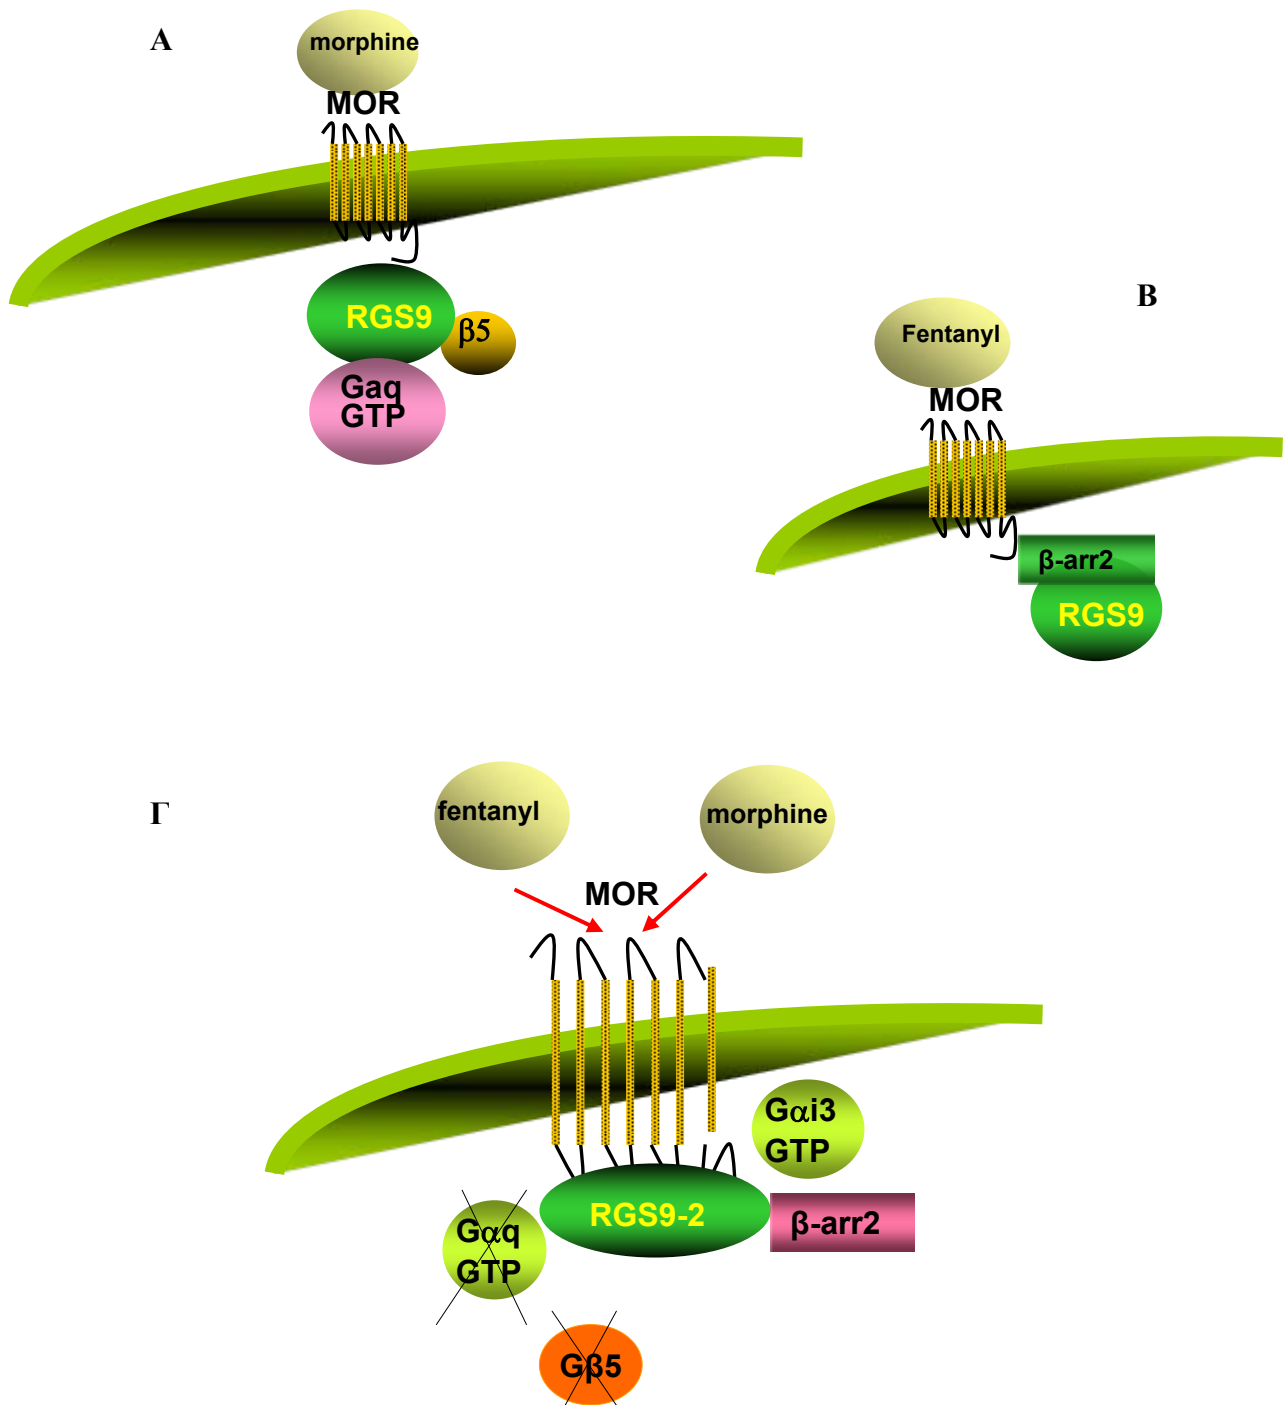 A
morphine
MOR
RGS9
β5
Gaq
GTP
B
Fentanyl
MOR
β-arr2
RGS9
Γ
fentanyl
morphine
MOR
Gαi3
GTP
RGS9-2
β-arr2
Gαq
GTP
Gβ5